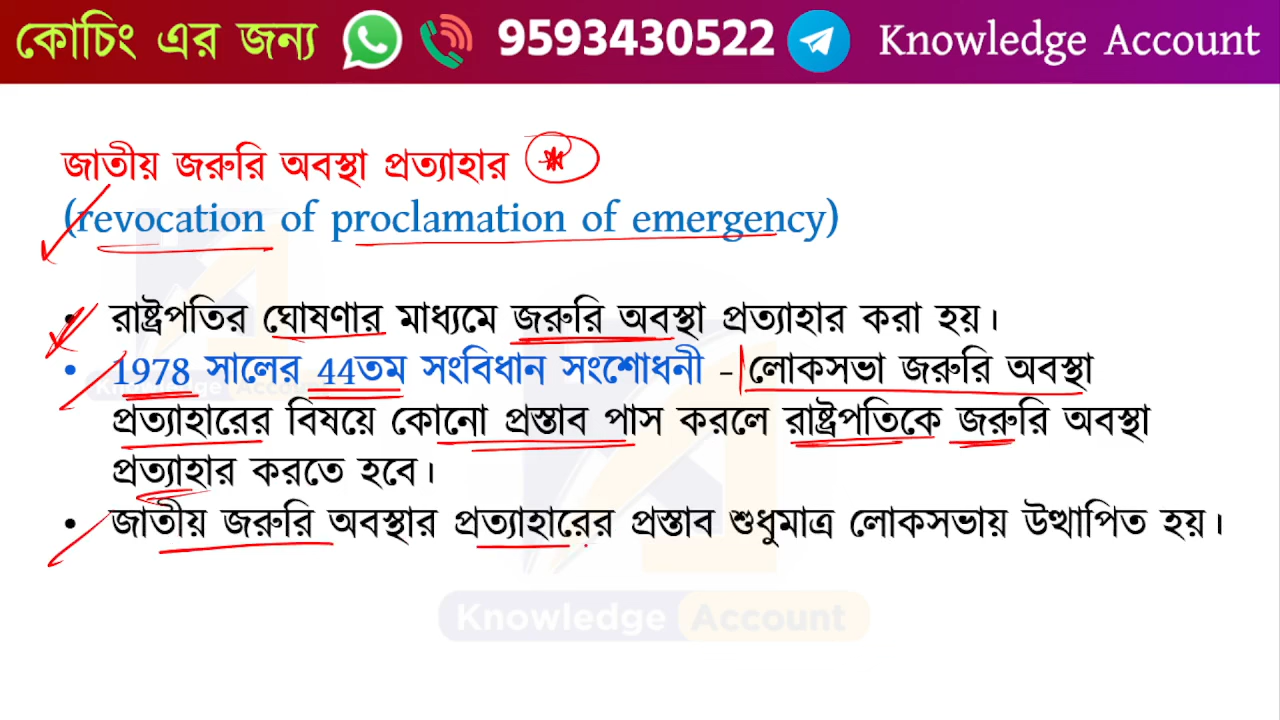 কোচিং এর জন্য 9593430522 Knowledge Account
জাতীয় জরুরি অবস্থা প্রত্যাহার
(revocation of proclamation of emergency)
• রাষ্ট্রপতির ঘোষণার মাধ্যমে জরুরি অবস্থা প্রত্যাহার করা হয়।
• 1978 সালের 44তম সংবিধান সংশোধনী - লোকসভা জরুরি অবস্থা
প্রত্যাহারের বিষয়ে কোনো প্রস্তাব পাস করলে রাষ্ট্রপতিকে জরুরি অবস্থা
প্রত্যাহার করতে হবে।
• জাতীয় জরুরি অবস্থার প্রত্যাহারের প্রস্তাব শুধুমাত্র লোকসভায় উত্থাপিত হয়।
Knowledge Account